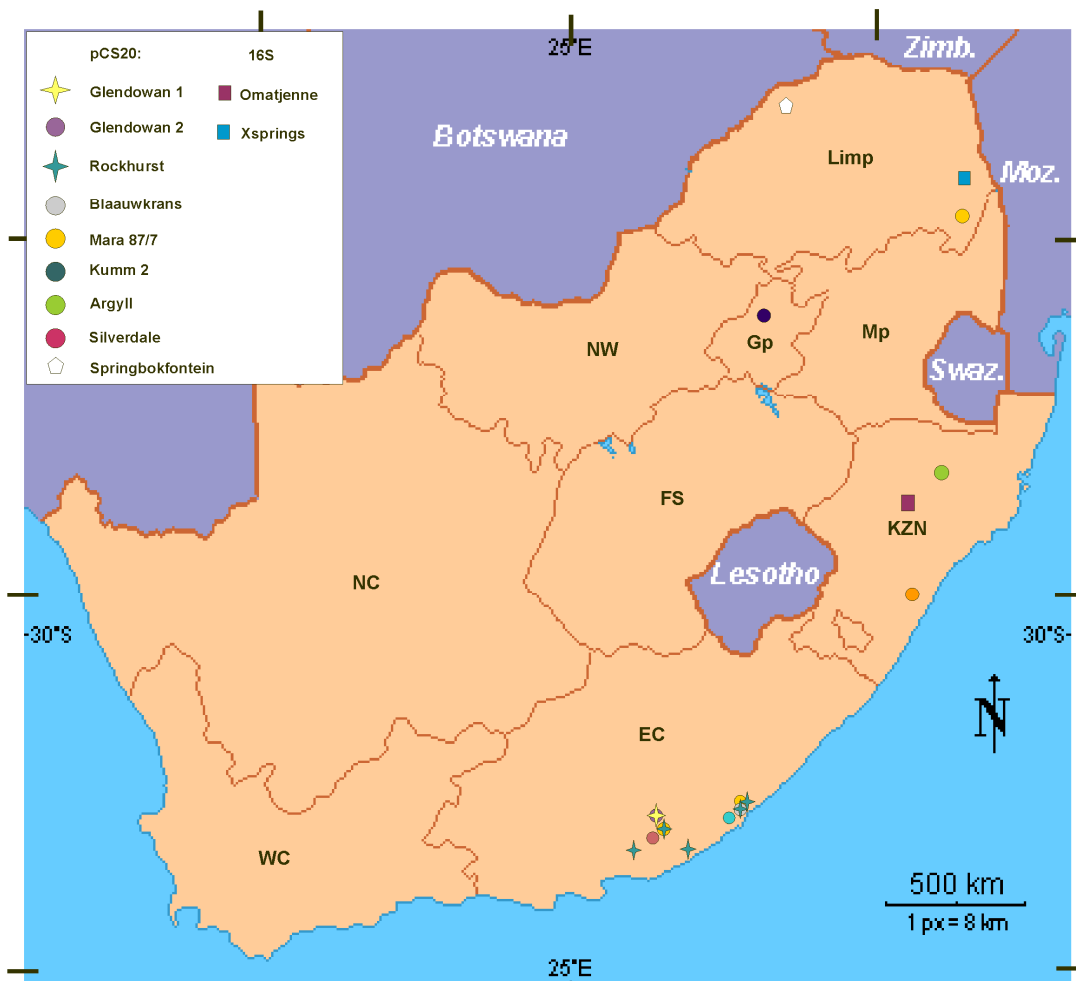 25°E
Zimb.
pCS20:
16S
Glendowan 1
Omatjenne
Glendowan 2
Xsprings
Rockhurst
Blaauwkrans
Mara 87/7
Kumm 2
Argyll
Silverdale
Springbokfontein
Botswana
Limp
Moz.
NW
Gp
Mp
Swaz.
FS
KZN
NC
Lesotho
30°S
30°S
N
EC
WC
500 km
1 px = 8 km
25°E